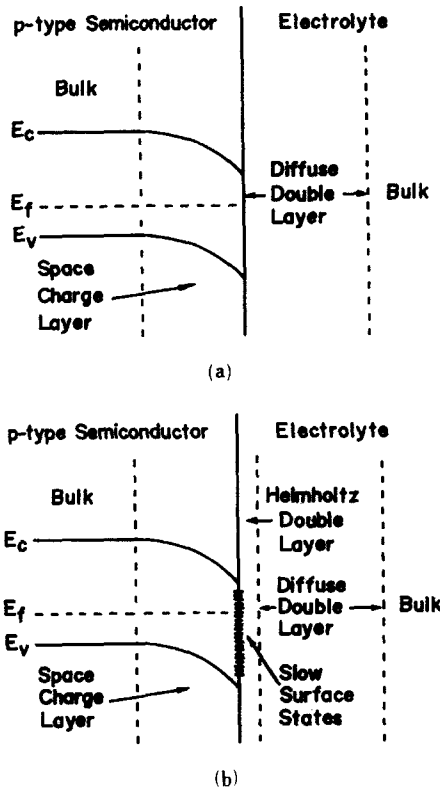 p-type Semiconductor Electrolyte
Bulk
Ec
Diffuse
Double
Layer
Bulk
Ef
Ev
Space
Charge
Layer
(a)
p-type Semiconductor Electrolyte
Bulk
Helmholtz
Double
Layer
Ec
Diffuse
Double
Layer
Bulk
Ef
Ev
Space
Charge
Layer
Slow
Surface
States
(b)